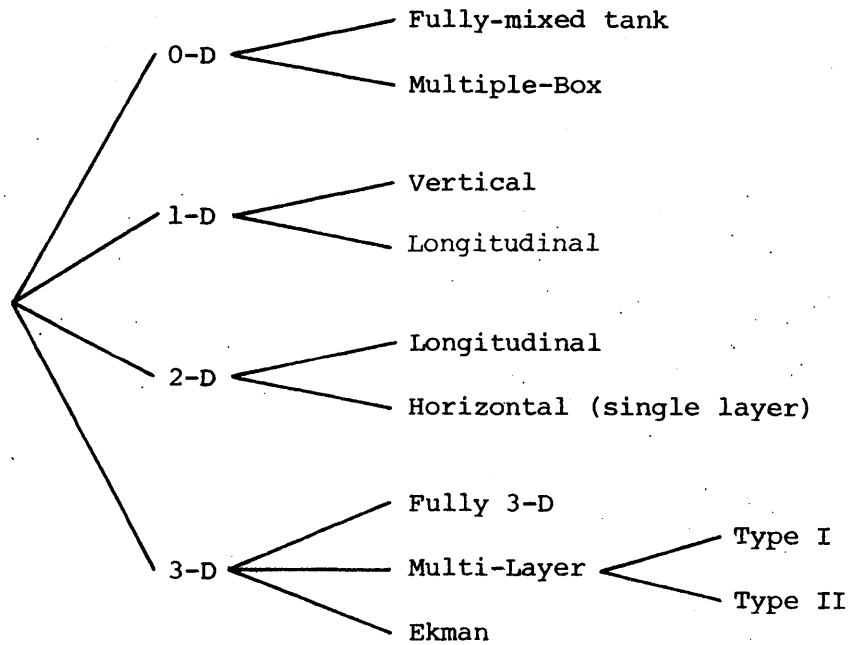 Fully-mixed tank
0-D
Multiple-Box
Vertical
1-D
Longitudinal
Longitudinal
2-D
Horizontal (single layer)
Fully 3-D
Type I
3-D
Multi-Layer
Type II
Ekman